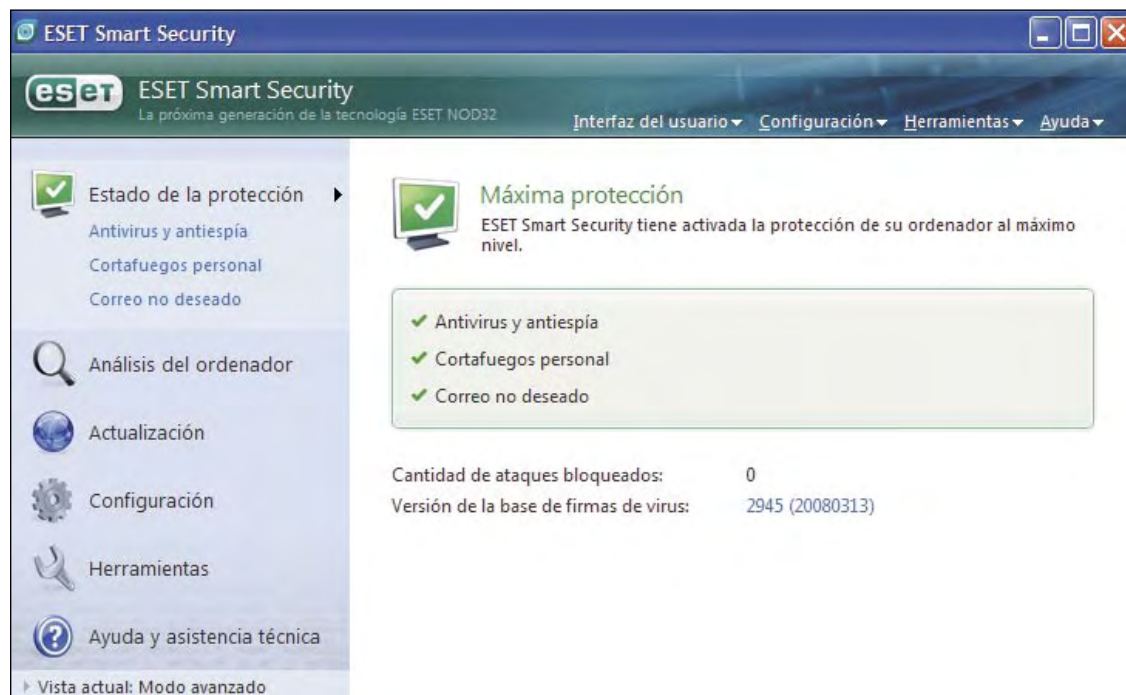 ESET Smart Security
eseT
ESET Smart Security
La próxima generación de la tecnología ESET NOD32
Interfaz del usuario Configuración Herramientas Ayuda
Estado de la protección
Antivirus y antiespía
Cortafuegos personal
Correo no deseado
Análisis del ordenador
Actualización
Configuración
Herramientas
Ayuda y asistencia técnica
Vista actual: Modo avanzado
Máxima protección
ESET Smart Security tiene activada la protección de su ordenador al máximo
nivel.
Antivirus y antiespía
Cortafuegos personal
Correo no deseado
Cantidad de ataques bloqueados: 0
Versión de la base de firmas de virus: 2945 (20080313)